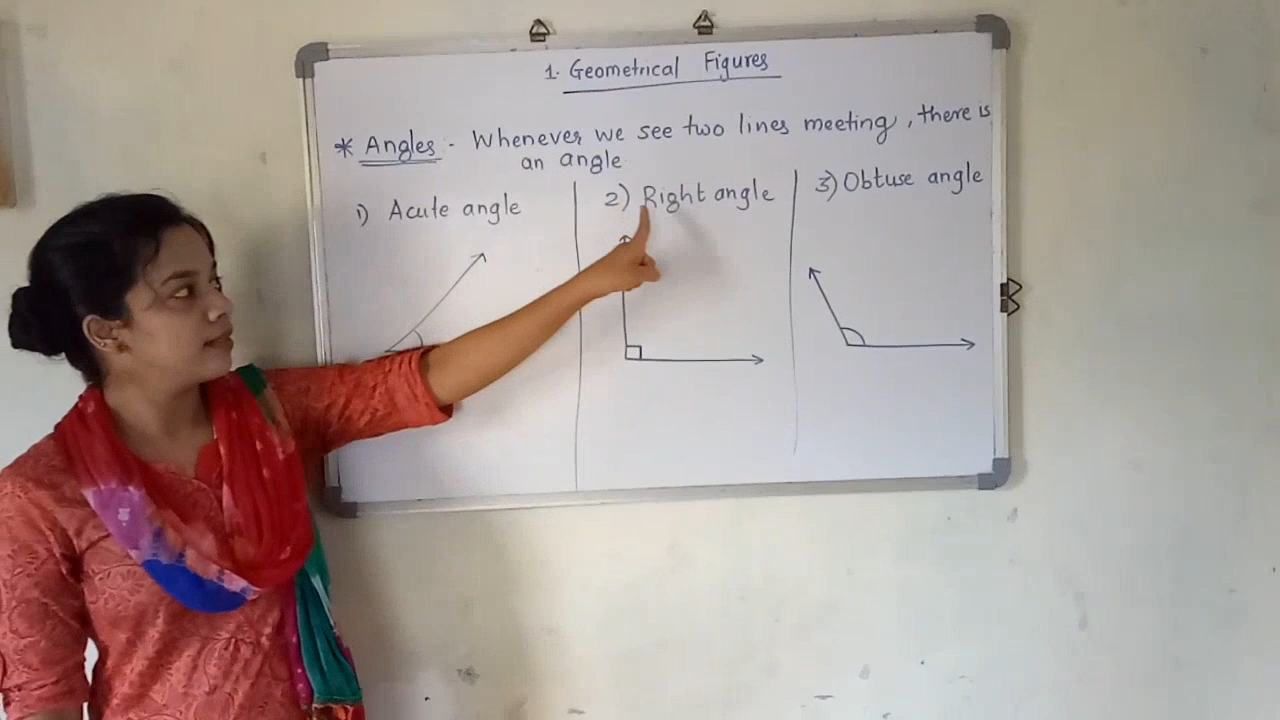 1. Geometrical Figures
* Angles :- Whenever we see two lines meeting, there is
an angle
1) Acute angle
2) Right angle
3) Obtuse angle